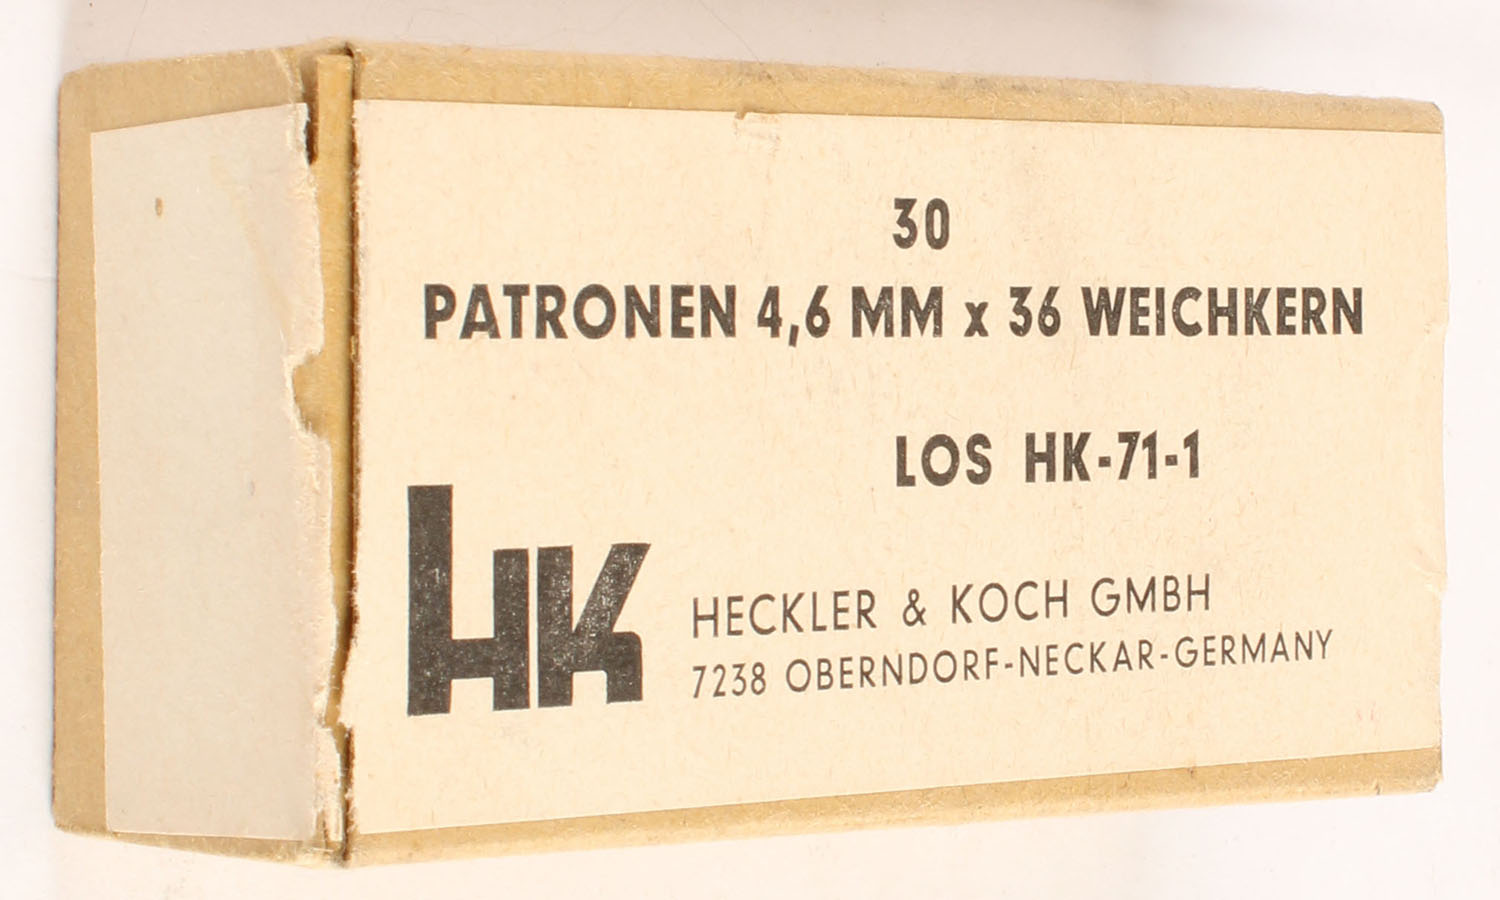 30
PATRONEN 4,6 MM x 36 WEICHKERN
LOS HK-71-1
HK
HECKLER & KOCH GMBH
7238 OBERNDORF-NECKAR-GERMANY